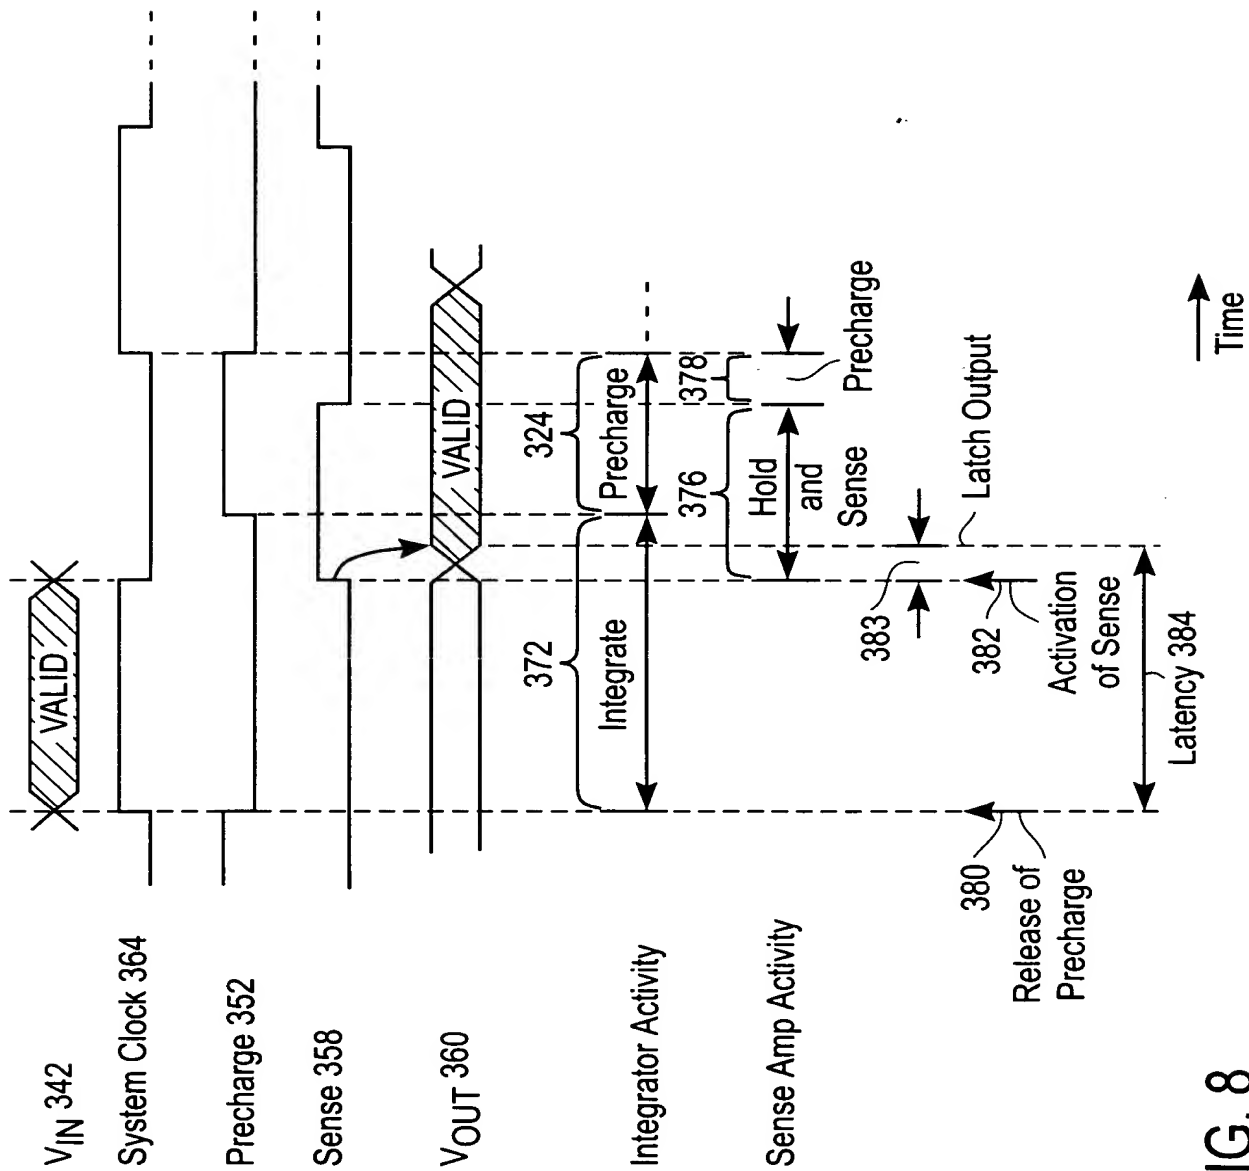 V_IN 342
VALID
System Clock 364
Precharge 352
Sense 358
V_OUT 360
VALID
372
324
Integrator Activity
Integrate
Precharge
376
378
Sense Amp Activity
Hold
and
Sense
Precharge
383
Latch Output
380
Release of
Precharge
382
Activation
of Sense
Latency 384
Time
IG. 8